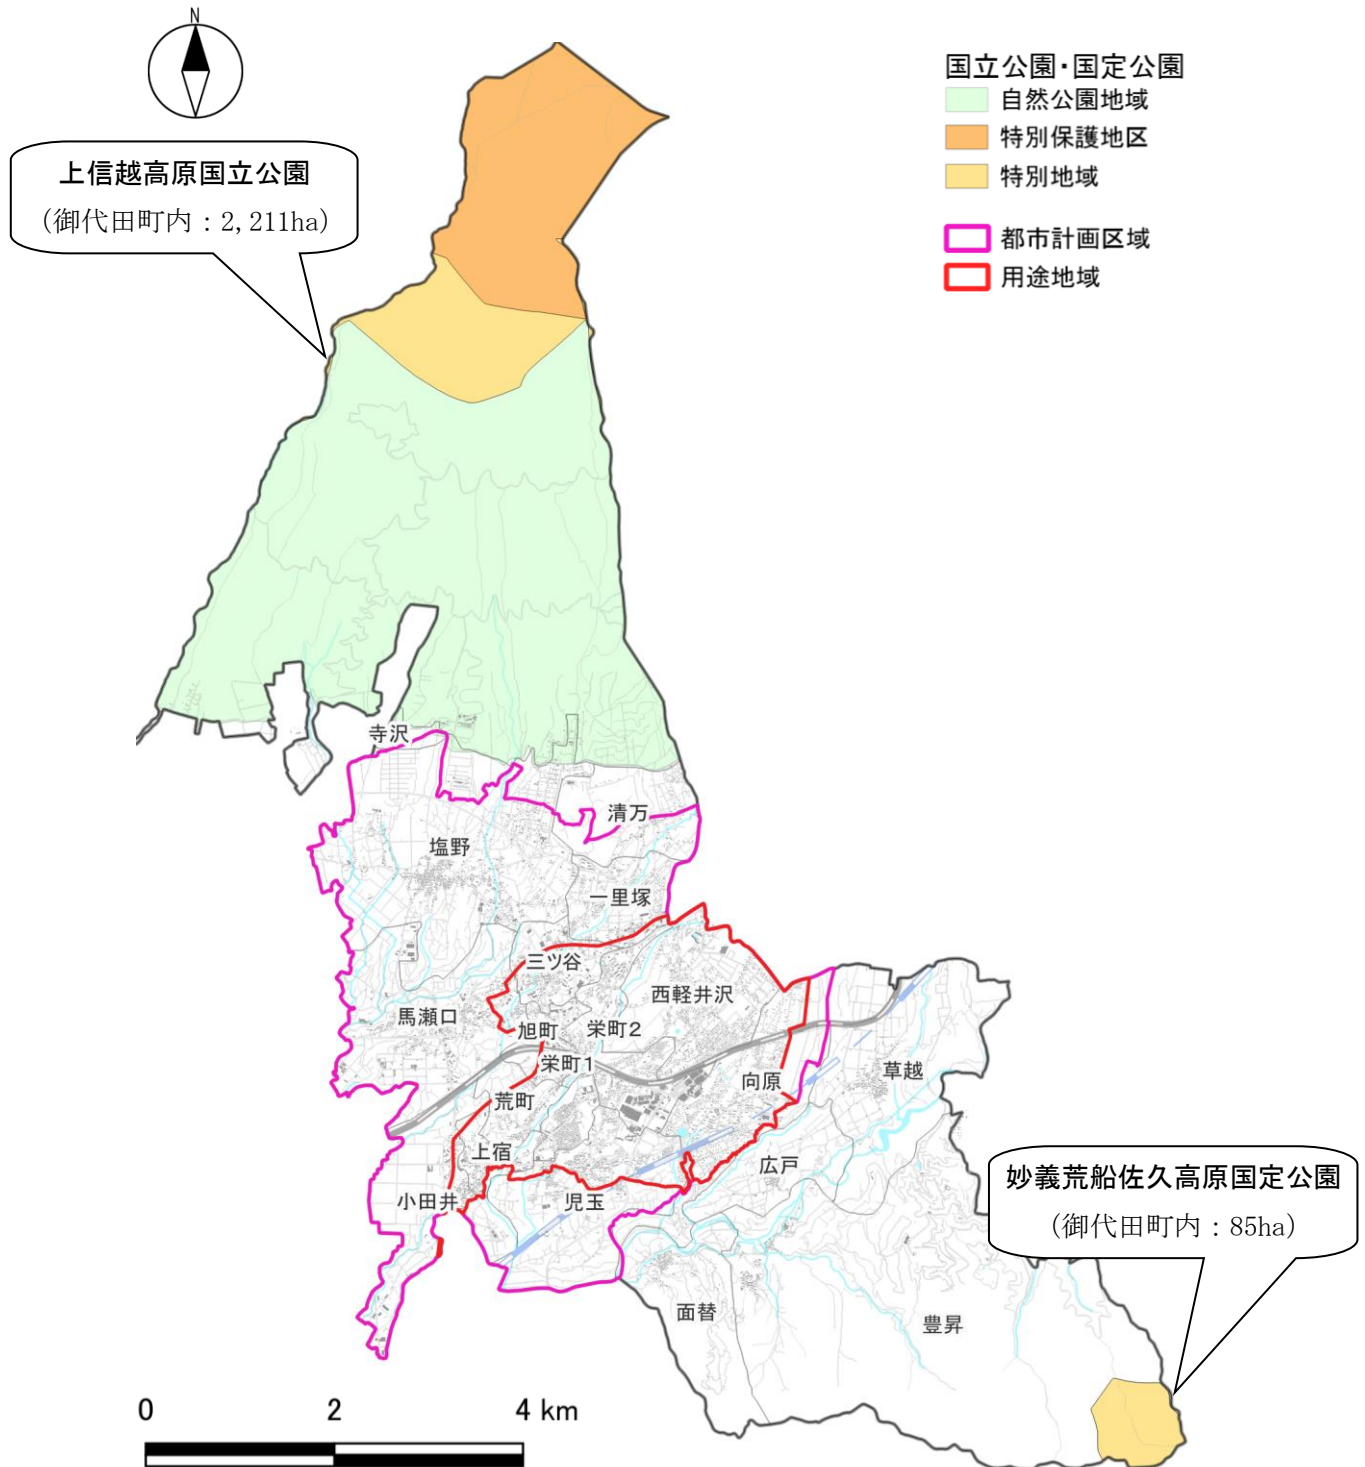 N
国立公園・国定公園
自然公園地域
特別保護地区
特別地域
都市計画区域
用途地域
上信越高原国立公園
（御代田町内：2,211ha）
寺沢
清万
塩野
一里塚
三ツ谷
西軽井沢
馬瀬口
旭町
栄町2
栄町1
草越
向原
荒町
上宿
広戸
小田井
児玉
妙義荒船佐久高原国定公園
（御代田町内：85ha）
面替
豊昇
0 2 4 km